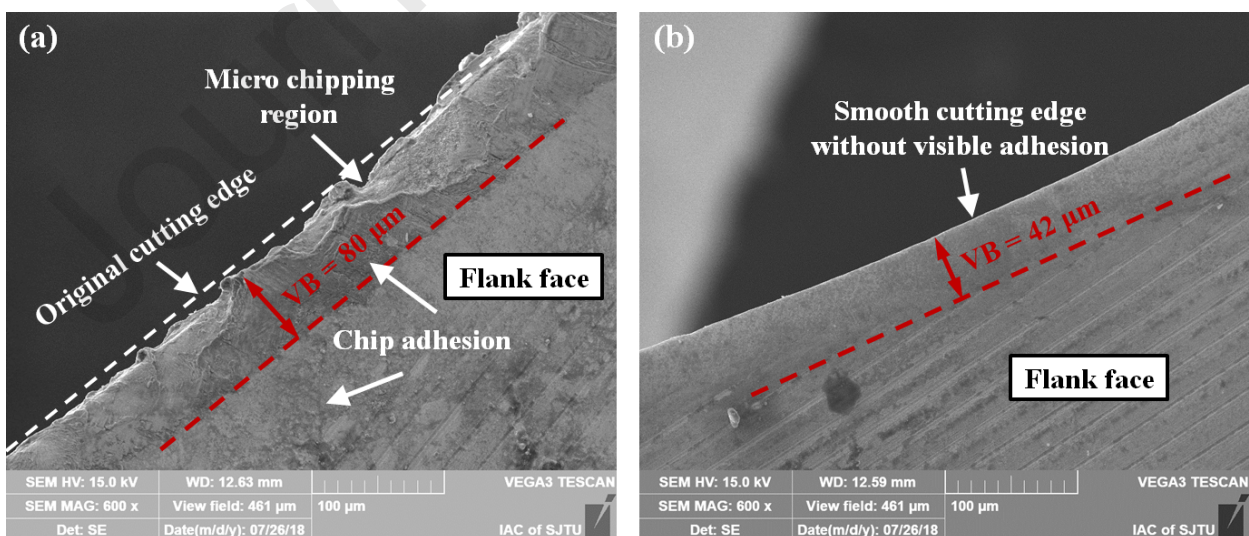 Journ
(a)
Micro chipping
region
Original cutting edge
VB = 80 µm
Flank face
Chip adhesion
SEM HV: 15.0 kV
WD: 12.63 mm
VEGA3 TESCAN
SEM MAG: 600 x
View field: 461 µm
100 µm
Det: SE
Date(m/d/y): 07/26/18
IAC of SJTU
(b)
Smooth cutting edge
without visible adhesion
VB = 42 µm
Flank face
SEM HV: 15.0 kV
WD: 12.59 mm
VEGA3 TESCAN
SEM MAG: 600 x
View field: 461 µm
100 µm
Det: SE
Date(m/d/y): 07/26/18
IAC of SJTU